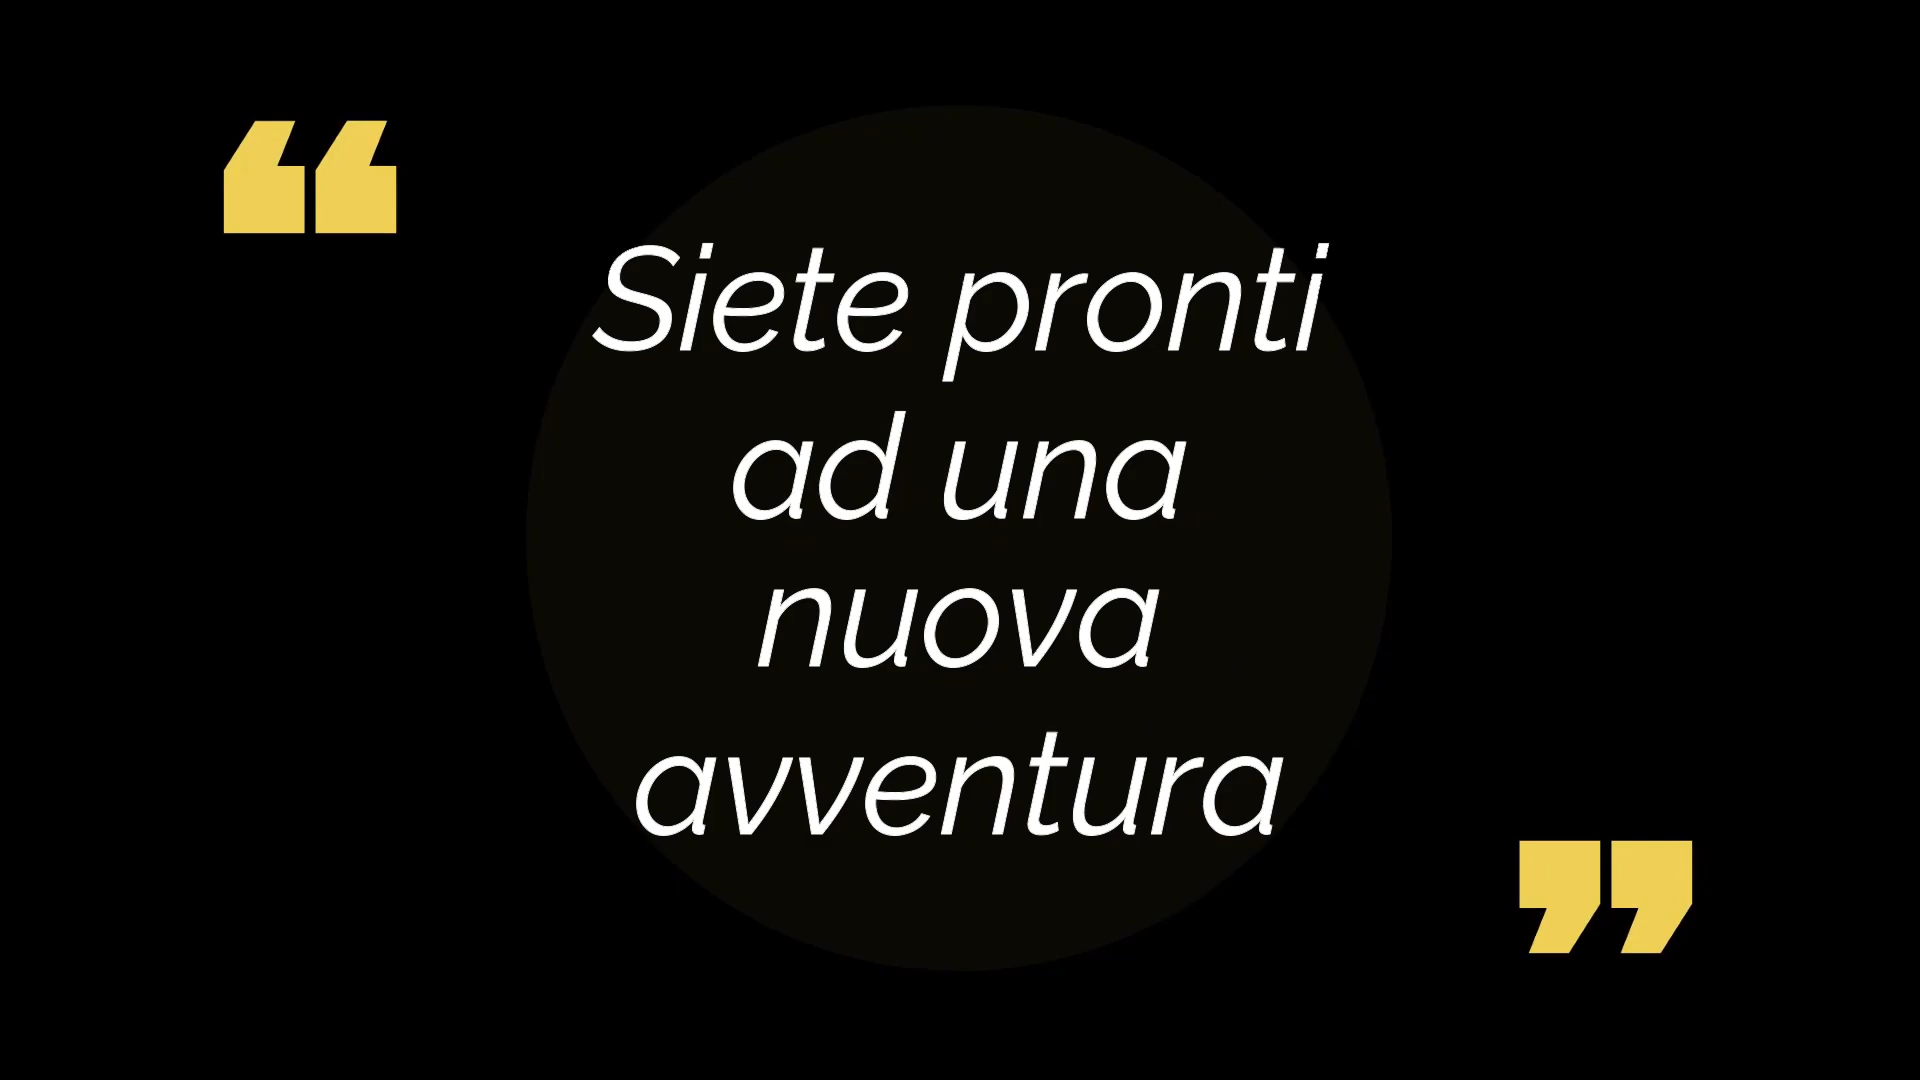 “
Siete pronti
ad una
nuova
avventura
”